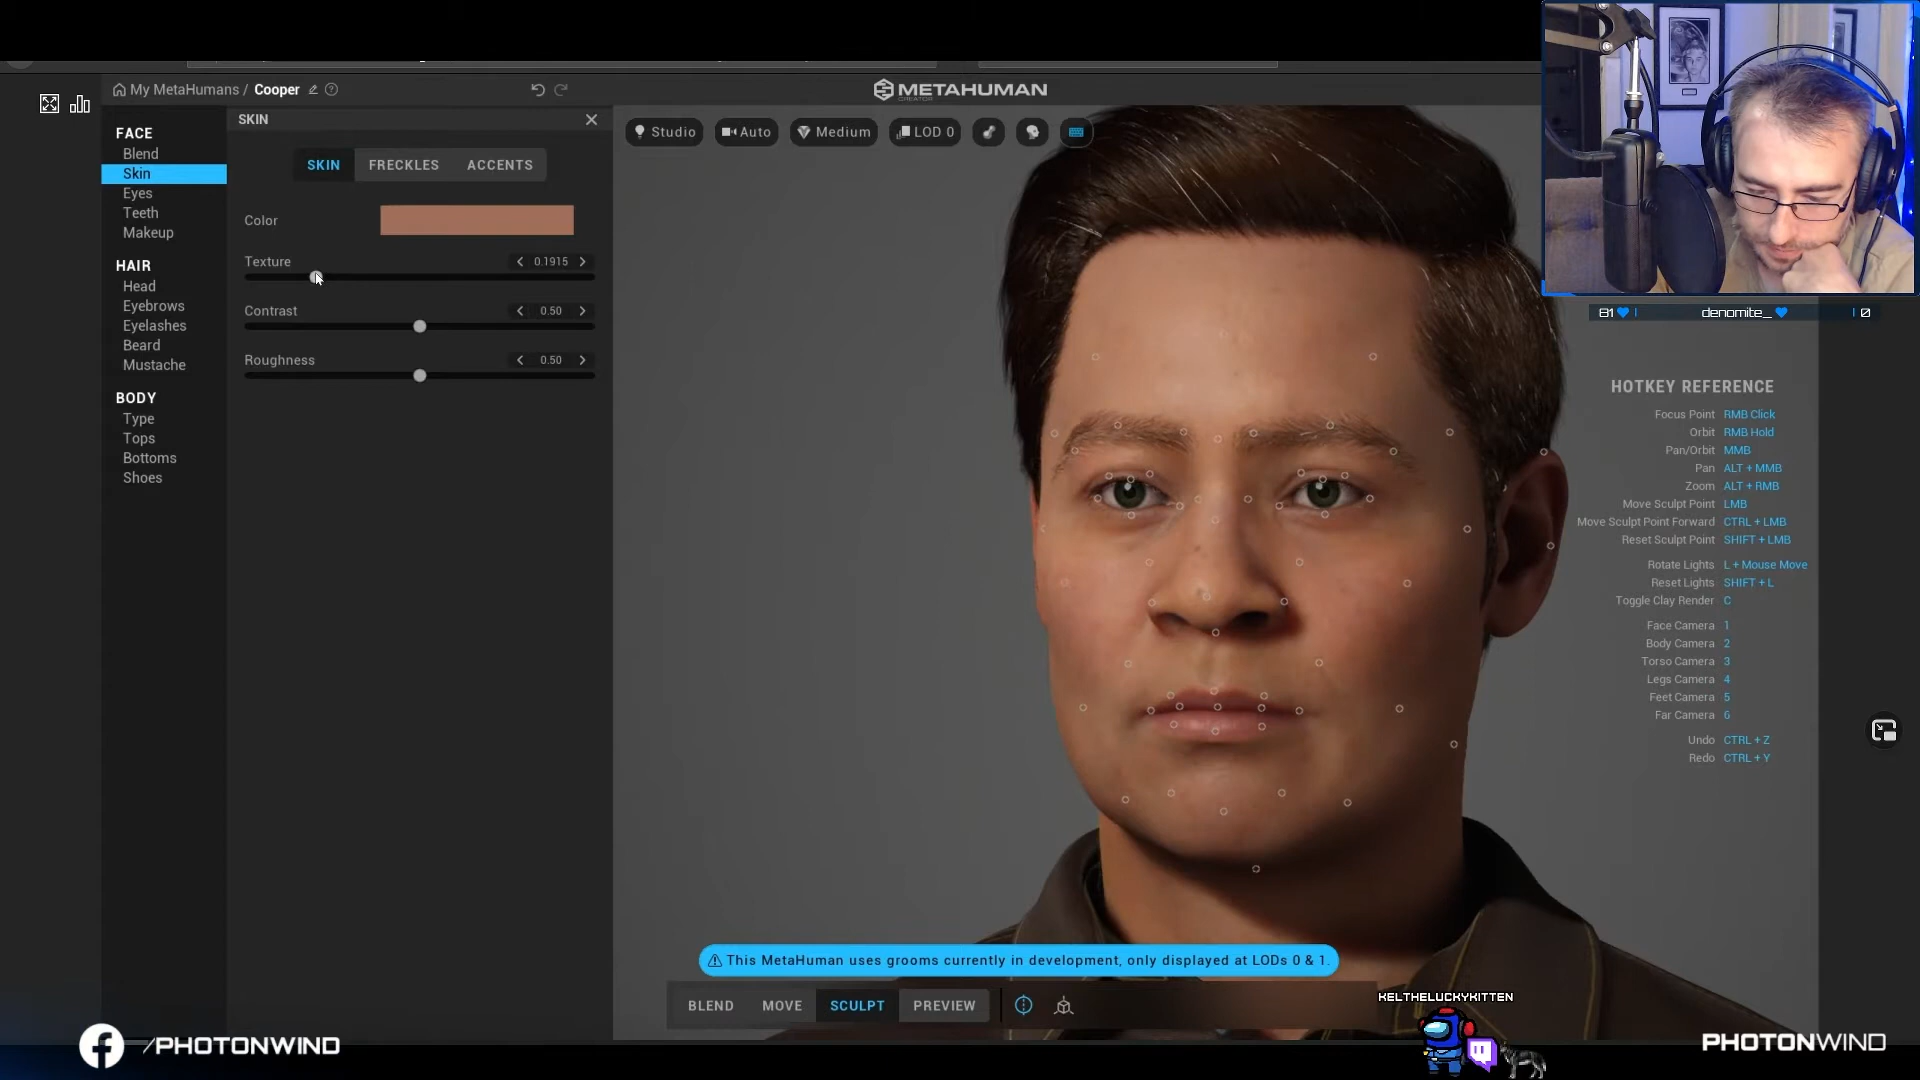 My MetaHumans / Cooper
METAHUMAN
CREATOR
FACE
Blend
Skin
Eyes
Teeth
Makeup
HAIR
Head
Eyebrows
Eyelashes
Beard
Mustache
BODY
Type
Tops
Bottoms
Shoes
SKIN
SKIN FRECKLES ACCENTS
Color
Texture 0.1915
Contrast 0.50
Roughness 0.50
Studio Auto Medium LOD 0
81 denomite_ 0
HOTKEY REFERENCE
Focus Point RMB Click
Orbit RMB Hold
Pan/Orbit MMB
Pan ALT + MMB
Zoom ALT + RMB
Move Sculpt Point LMB
Move Sculpt Point Forward CTRL + LMB
Reset Sculpt Point SHIFT + LMB
Rotate Lights L + Mouse Move
Reset Lights SHIFT + L
Toggle Clay Render C
Face Camera 1
Body Camera 2
Torso Camera 3
Legs Camera 4
Feet Camera 5
Far Camera 6
Undo CTRL + Z
Redo CTRL + Y
This MetaHuman uses grooms currently in development, only displayed at LODs 0 & 1.
BLEND MOVE SCULPT PREVIEW
KELTHELUCKYKITTEN
/PHOTONWIND
PHOTONWIND